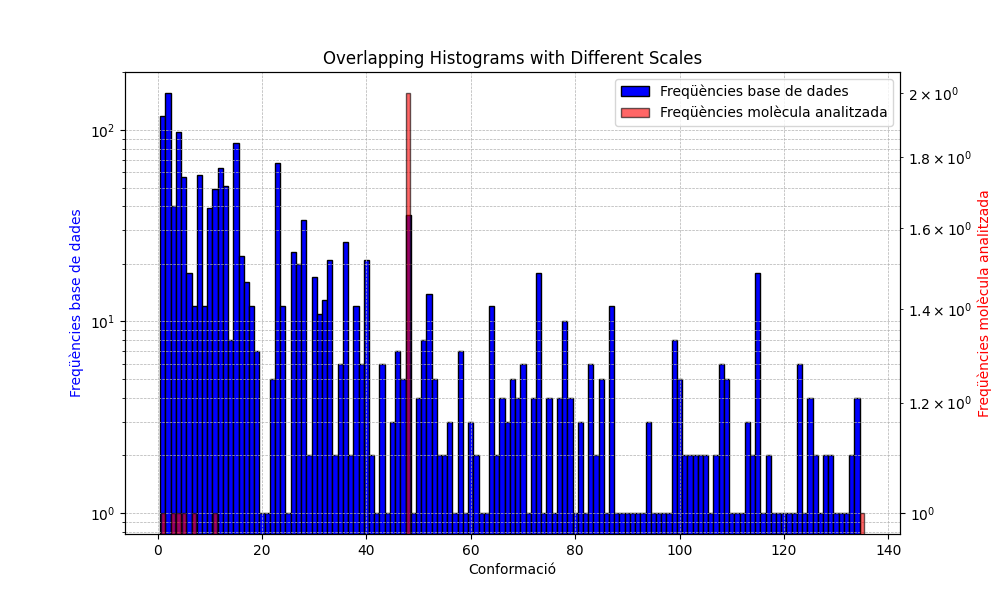 Overlapping Histograms with Different Scales
Freqüències base de dades
Freqüències molècula analitzada
Freqüències base de dades
10²
10¹
10⁰
2 × 10⁰
1.8 × 10⁰
1.6 × 10⁰
1.4 × 10⁰
1.2 × 10⁰
10⁰
Freqüències molècula analitzada
0 20 40 60 80 100 120 140
Conformació